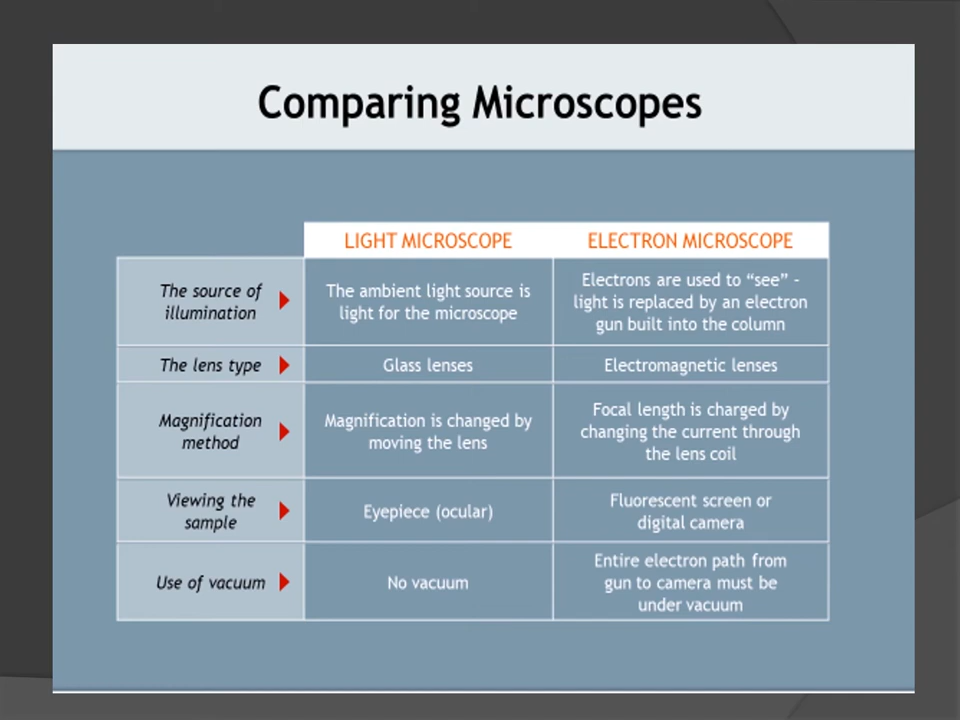 Comparing Microscopes
LIGHT MICROSCOPE
ELECTRON MICROSCOPE
The source of
illumination
The ambient light source is
light for the microscope
Electrons are used to “see” -
light is replaced by an electron
gun built into the column
The lens type
Glass lenses
Electromagnetic lenses
Magnification
method
Magnification is changed by
moving the lens
Focal length is charged by
changing the current through
the lens coil
Viewing the
sample
Eyepiece (ocular)
Fluorescent screen or
digital camera
Use of vacuum
No vacuum
Entire electron path from
gun to camera must be
under vacuum